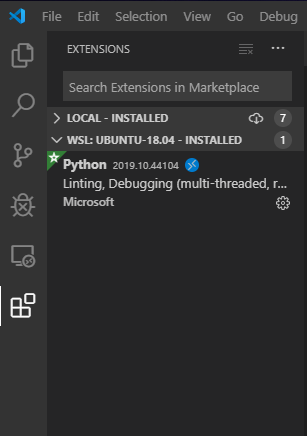 File Edit Selection View Go Debug
EXTENSIONS
Search Extensions in Marketplace
LOCAL - INSTALLED 7
WSL: UBUNTU-18.04 - INSTALLED 1
Python 2019.10.44104
Linting, Debugging (multi-threaded, r...
Microsoft